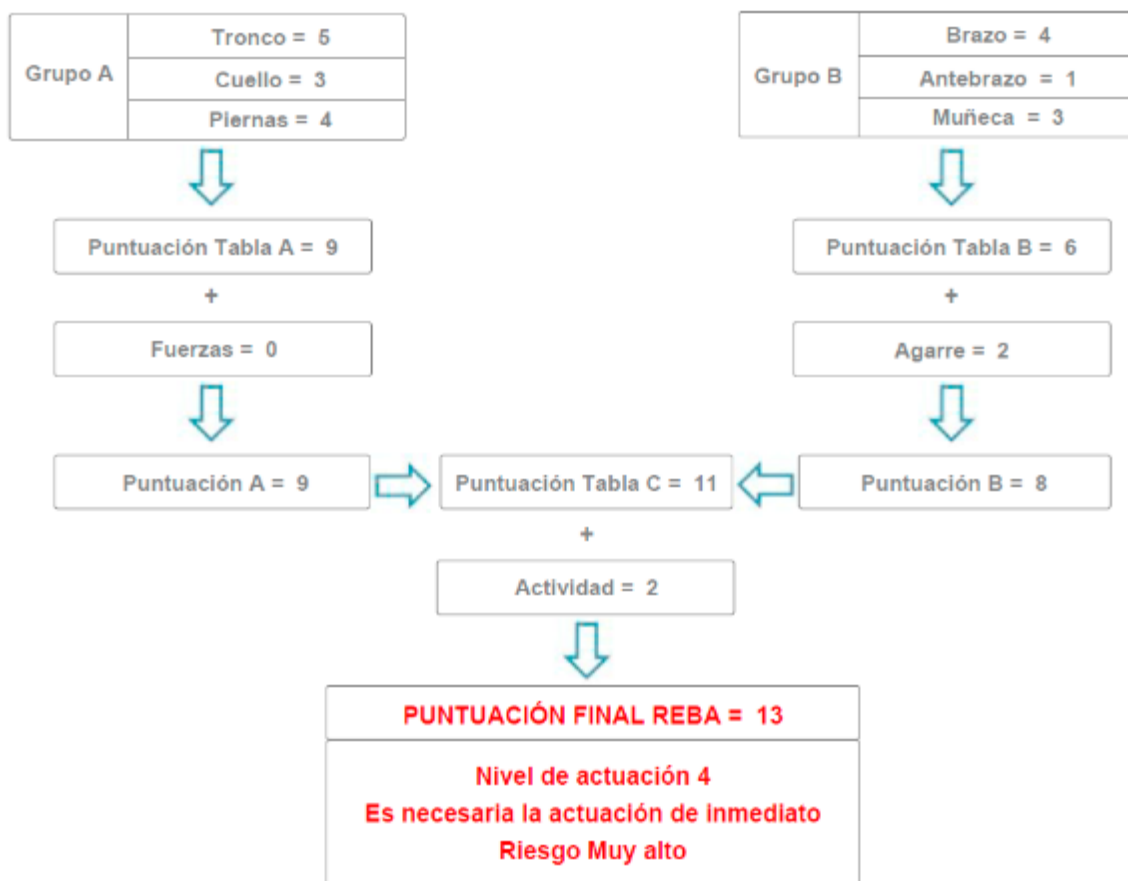 Grupo A
Tronco = 5
Cuello = 3
Piernas = 4
Grupo B
Brazo = 4
Antebrazo = 1
Muñeca = 3
Puntuación Tabla A = 9
Puntuación Tabla B = 6
+
+
Fuerzas = 0
Agarre = 2
Puntuación A = 9
Puntuación Tabla C = 11
Puntuación B = 8
+
Actividad = 2
PUNTUACIÓN FINAL REBA = 13
Nivel de actuación 4
Es necesaria la actuación de inmediato
Riesgo Muy alto